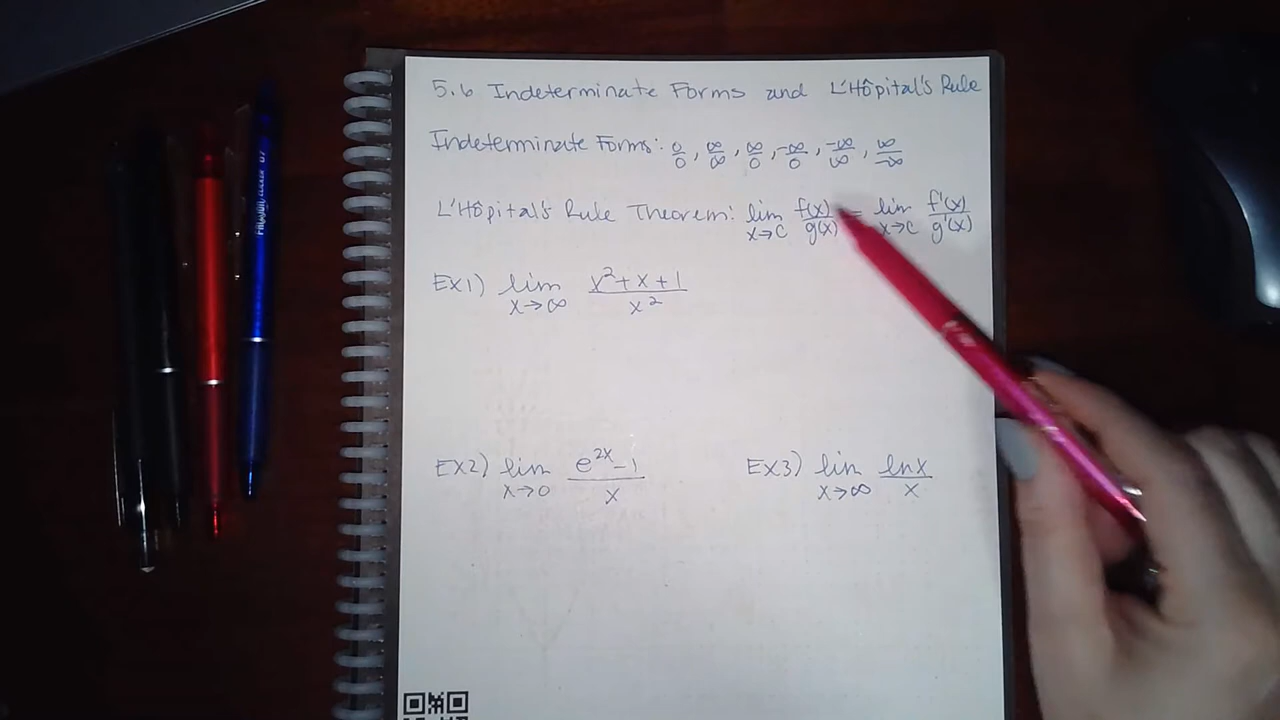 5.6 Indeterminate Forms and L'Hôpital's Rule
Indeterminate Forms: 0/0, ∞/∞, ∞/0, -∞/0, -∞/∞, ∞/-∞
L'Hôpital's Rule Theorem: lim x→c f(x)/g(x) = lim x→c f'(x)/g'(x)
Ex1) lim x→∞ (x²+x+1)/x²
Ex2) lim x→0 (e^(2x)-1)/x
Ex3) lim x→∞ lnx/x